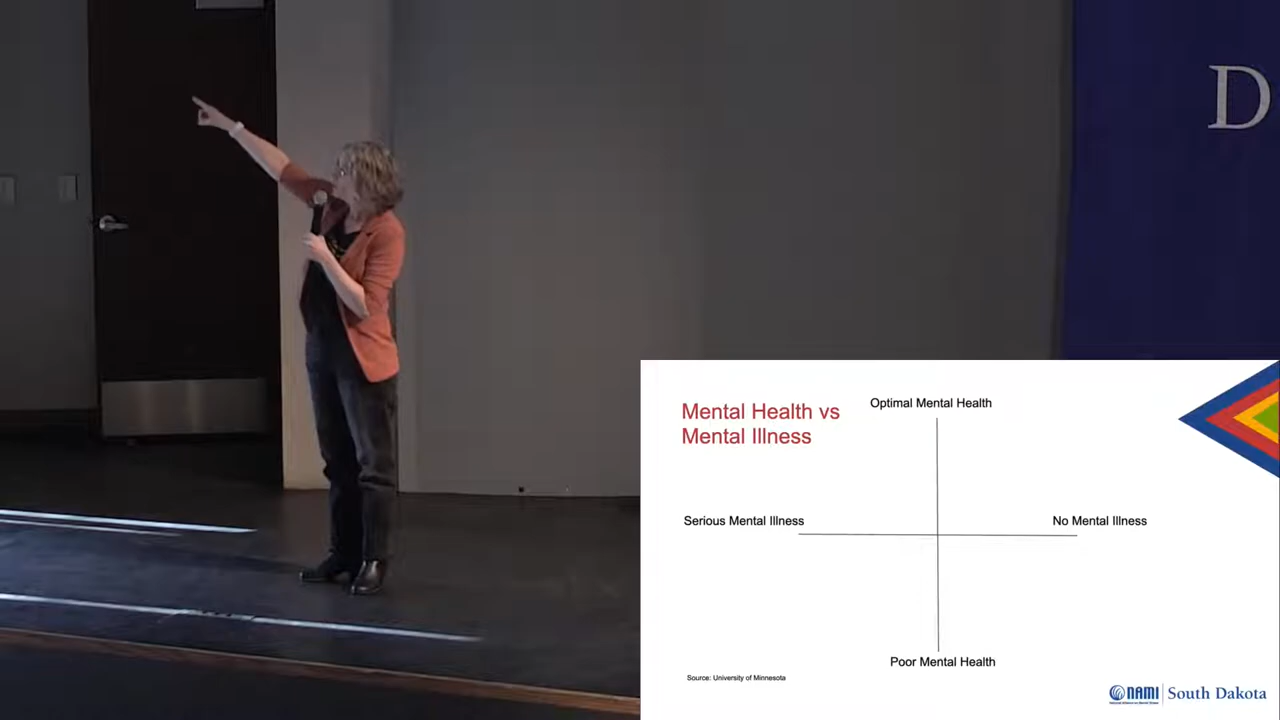 D
Mental Health vs
Mental Illness
Optimal Mental Health
Serious Mental Illness
No Mental Illness
Poor Mental Health
Source: University of Minnesota
NAMI
South Dakota